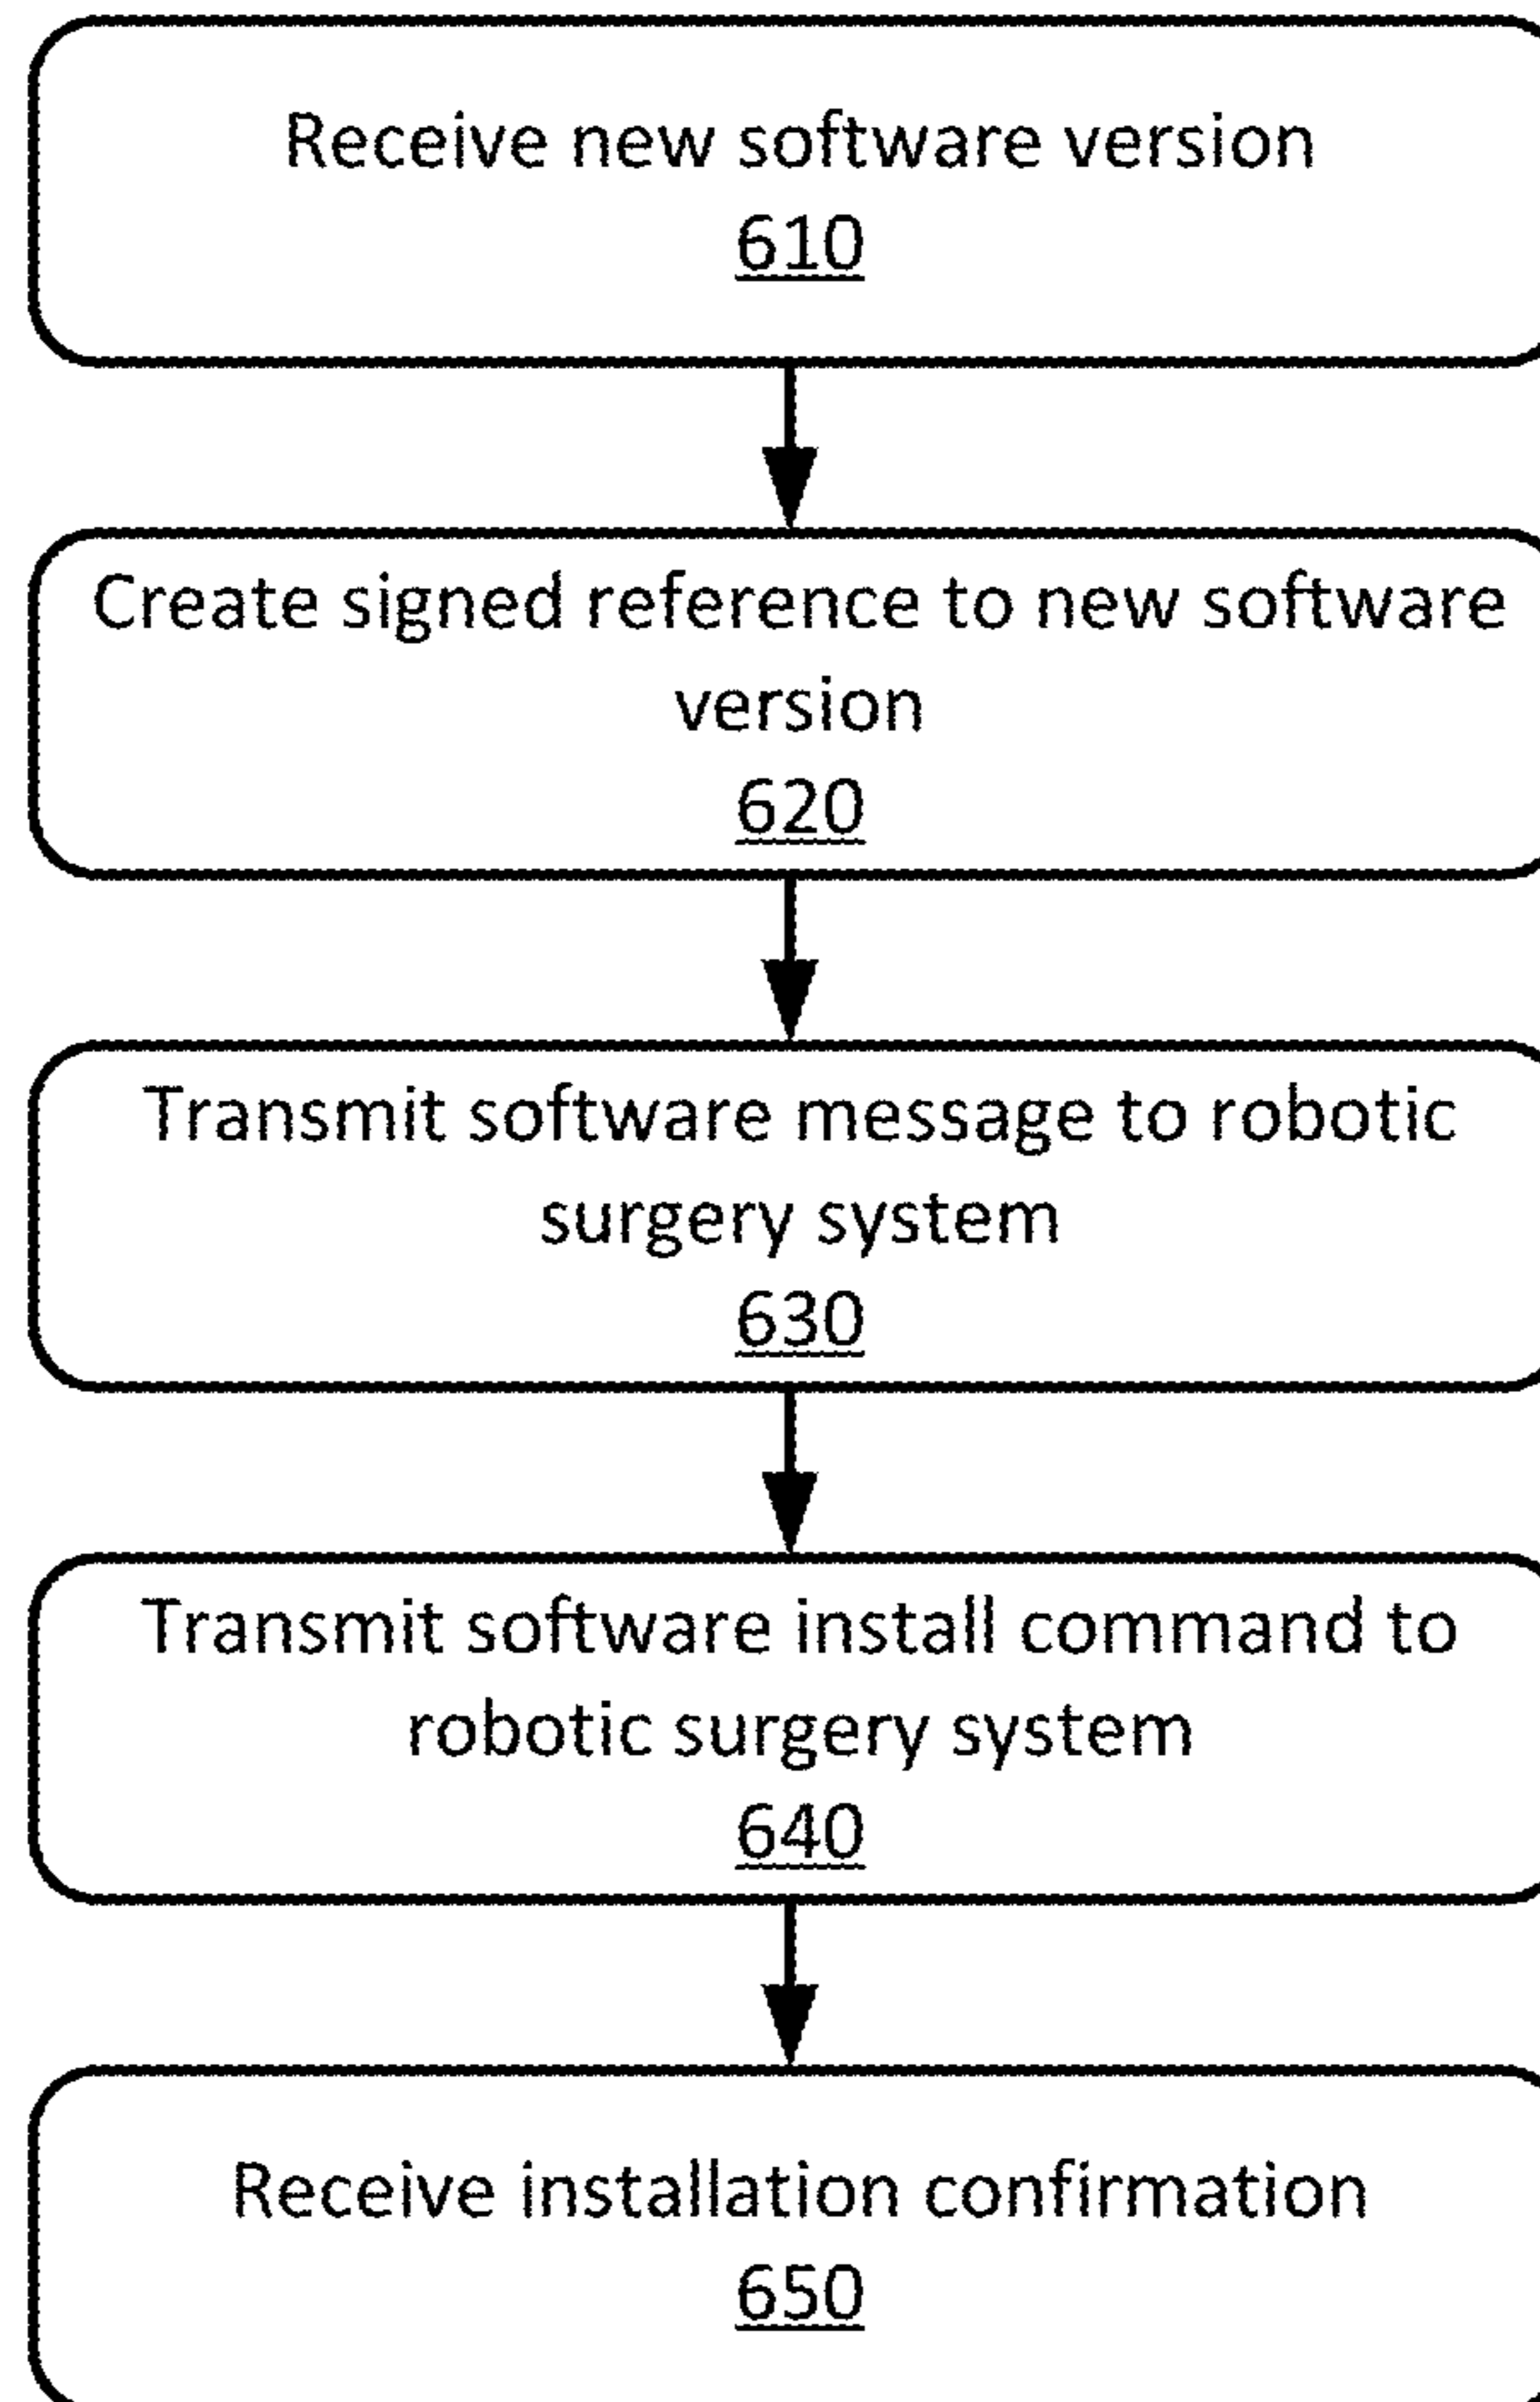 Receive new software version
610
Create signed reference to new software
version
620
Transmit software message to robotic
surgery system
630
Transmit software install command to
robotic surgery system
640
Receive installation confirmation
650